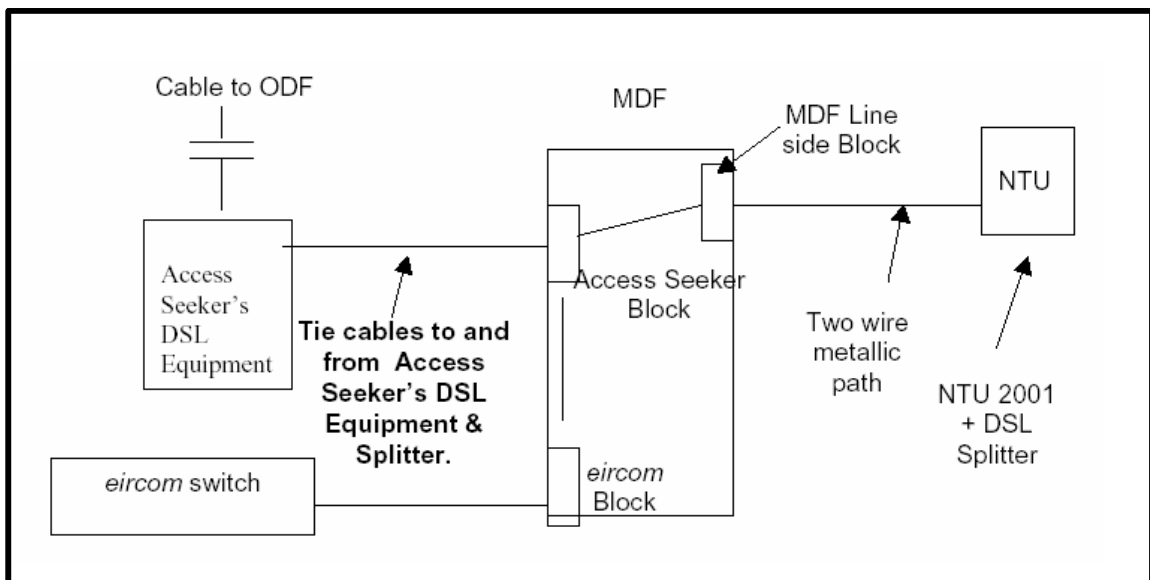 Cable to ODF
MDF
MDF Line
side Block
NTU
Access
Seeker's
DSL
Equipment
Tie cables to and
from Access
Seeker's DSL
Equipment &
Splitter.
Access Seeker
Block
Two wire
metallic
path
NTU 2001
+ DSL
Splitter
eircom switch
eircom
Block